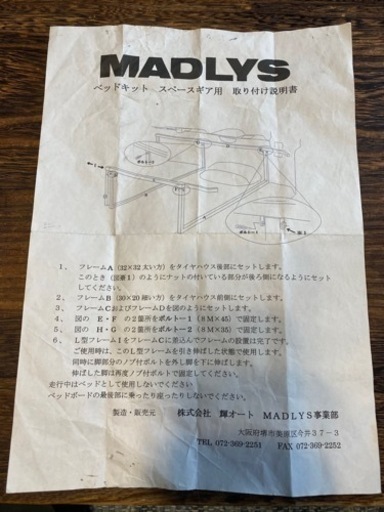 MADLYS
ベッドキット スペースギア用 取り付け説明書
1、 フレームA（32×32太い方）をタイヤハウス後部にセットします。
このとき（図番1）のようにナットの付いている部分が後ろ側になるようにセット
してください。
2、 フレームB（30×20細い方）をタイヤハウス前側にセットします。
3、 フレームCおよびフレームDを図のようにセットします。
4、 図の E・F の2箇所をボルト－1（8M×45）で固定します。
5、 図の H・G の2箇所をボルト－2（8M×35）で固定します。
6、 L型フレームIをフレームCに差込んでフレームの設置は完了です。
ご使用時は、このL型フレームを引き伸ばした状態で使用します。
同時に脚部分のノブ付ボルトを外し脚を下に伸ばします。
伸ばした脚は再度ノブ付ボルトで固定してください。
走行中はベッドとして使用しないでください。
ベッドボードの最後部に乗ったり座ったりしないでください。
製造・販売元 株式会社 輝オート MADLYS事業部
大阪府堺市美原区今井37-3
TEL 072-369-2251 FAX 072-369-2252